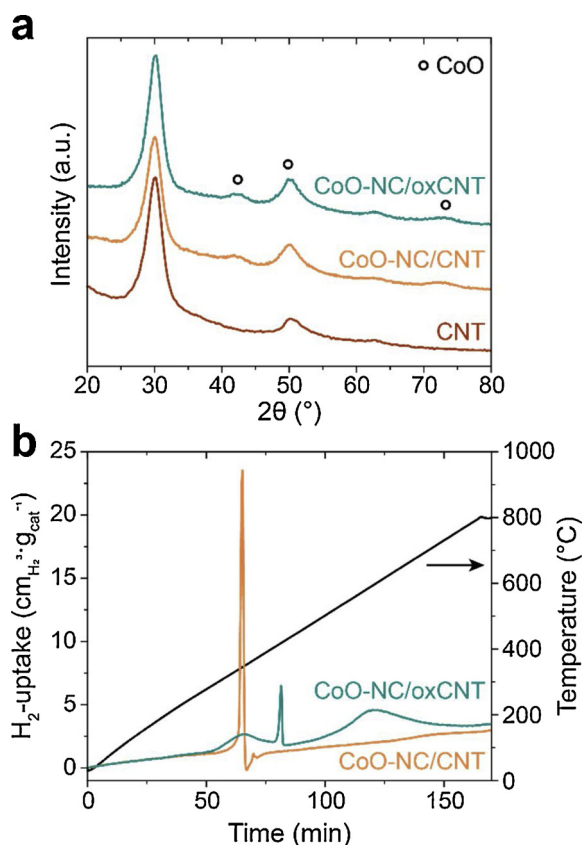 a
CoO
CoO-NC/oxCNT
CoO-NC/CNT
CNT
Intensity (a.u.)
20 30 40 50 60 70 80
2θ (°)
b
25
20
15
10
5
0
1000
800
600
400
200
0
H₂-uptake (cm_H₂³·g_cat⁻¹)
Temperature (°C)
CoO-NC/oxCNT
CoO-NC/CNT
0 50 100 150
Time (min)